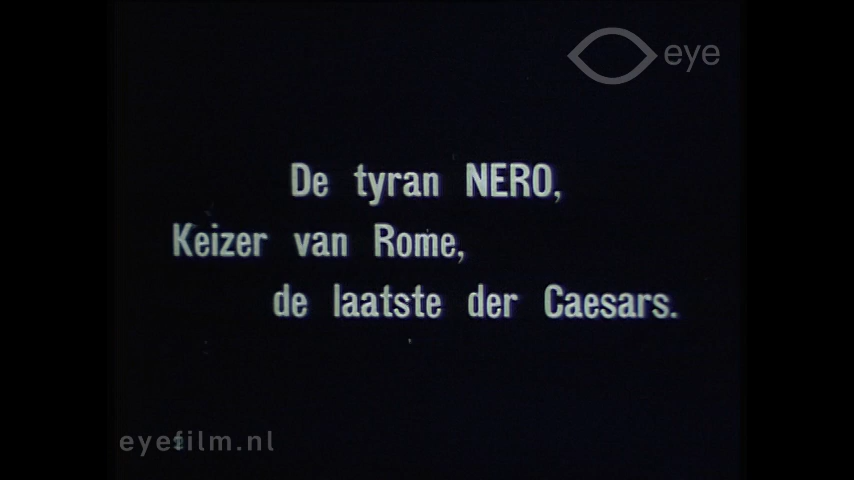 eye
De tyran NERO,
Keizer van Rome,
de laatste der Caesars.
eyefilm.nl